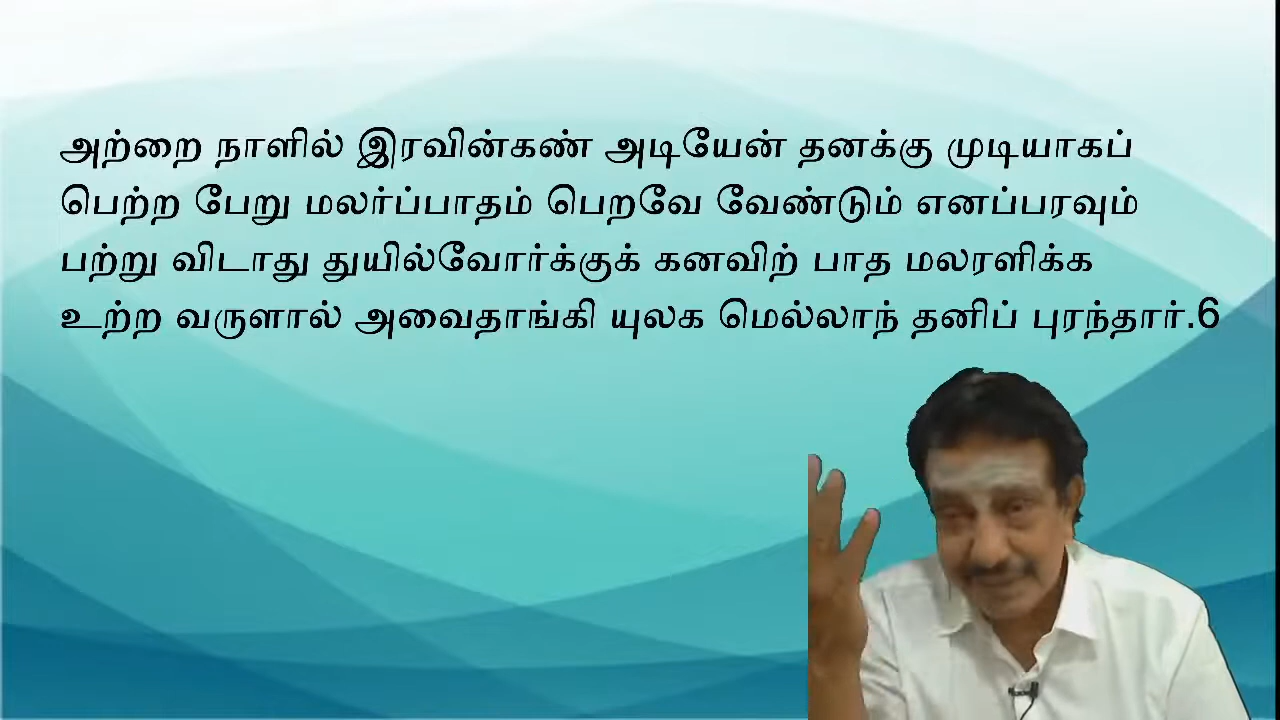 அற்றை நாளில் இரவின்கண் அடியேன் தனக்கு முடியாகப்
பெற்ற பேறு மலர்ப்பாதம் பெறவே வேண்டும் எனப்பரவும்
பற்று விடாது துயில்வோர்க்குக் கனவிற் பாத மலரளிக்க
உற்ற வருளால் அவைதாங்கி யுலக மெல்லாந் தனிப் புரந்தார்.6